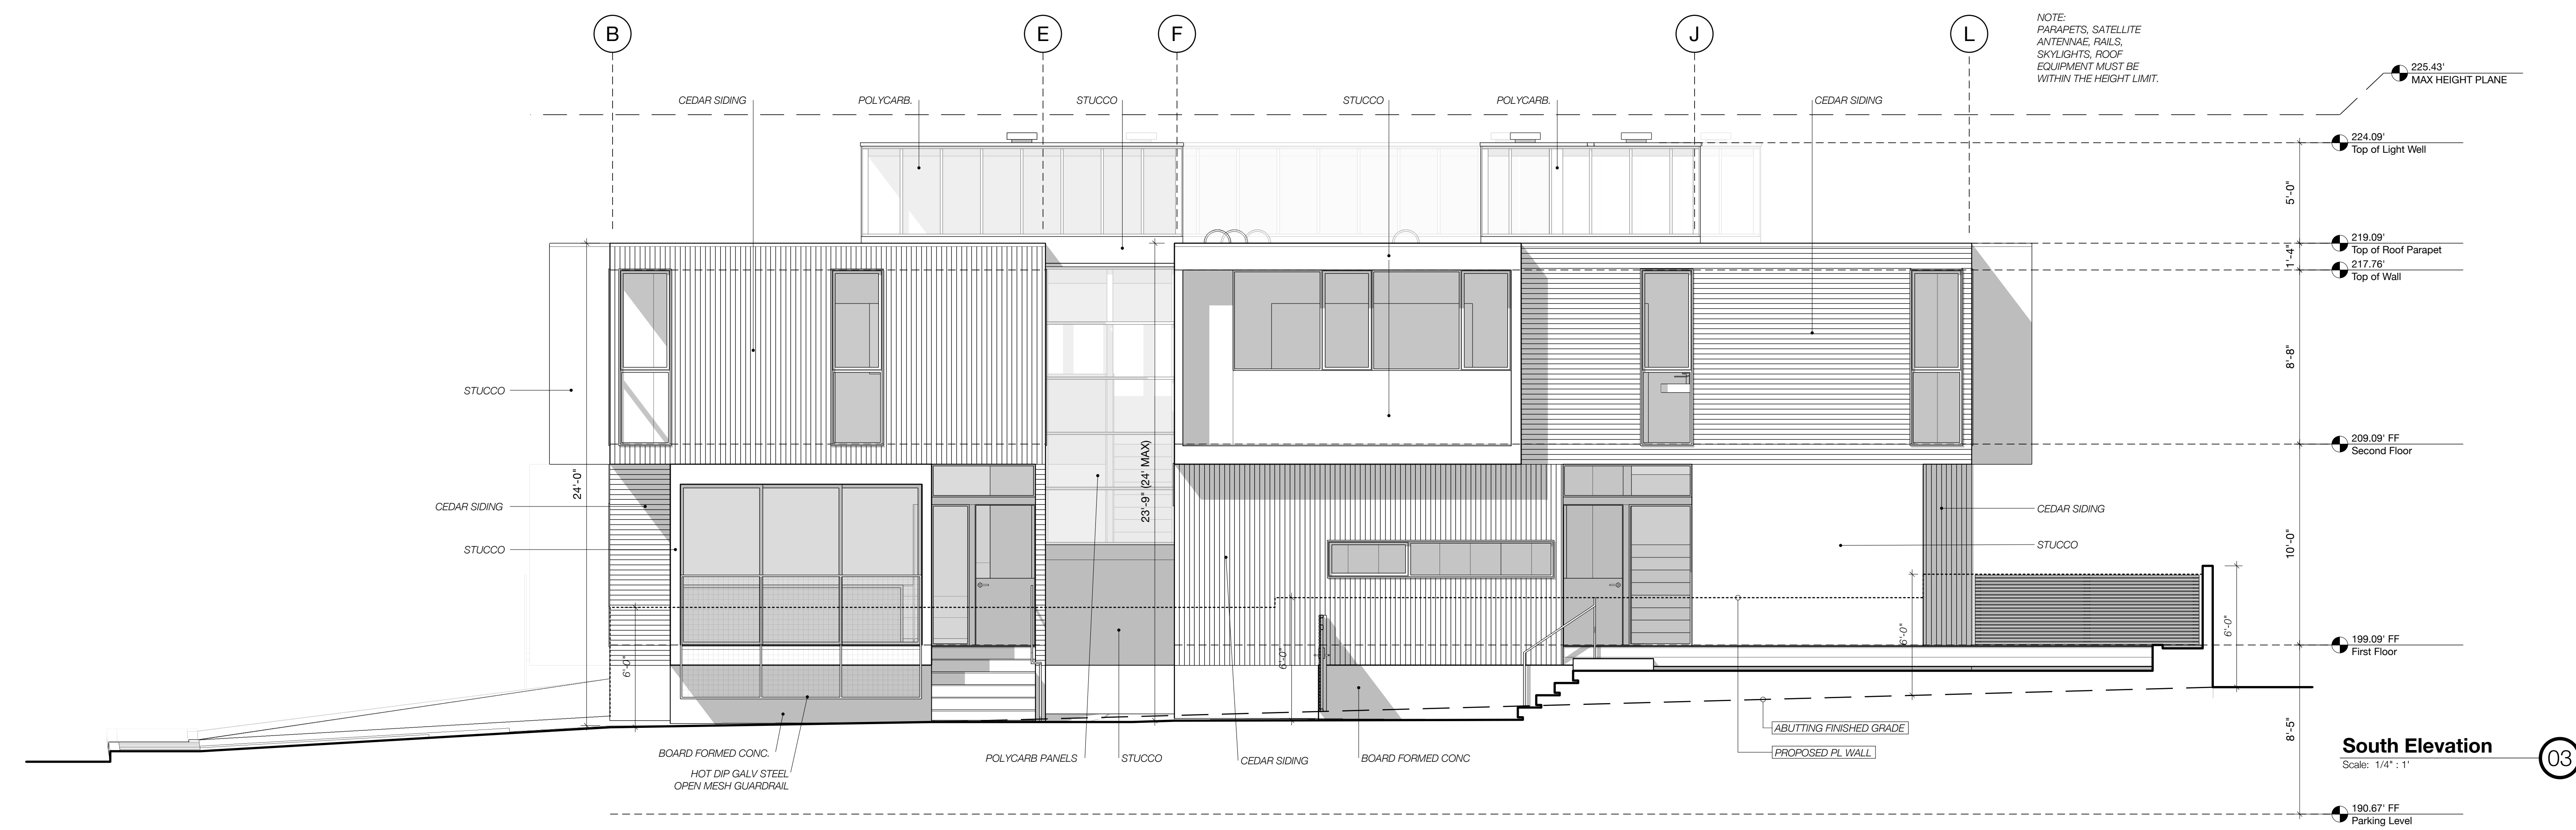 B
E
F
J
L
NOTE:
PARAPETS, SATELLITE
ANTENNAE, RAILS,
SKYLIGHTS, ROOF
EQUIPMENT MUST BE
WITHIN THE HEIGHT LIMIT.
225.43'
MAX HEIGHT PLANE
CEDAR SIDING
POLYCARB.
STUCCO
STUCCO
POLYCARB.
CEDAR SIDING
224.09'
Top of Light Well
5'-0"
219.09'
Top of Roof Parapet
1'-4"
217.76'
Top of Wall
8'-8"
STUCCO
209.09' FF
Second Floor
24'-0"
23'-9" (24' MAX)
CEDAR SIDING
CEDAR SIDING
STUCCO
STUCCO
10'-0"
6'-0"
6'-0"
6'-0"
6'-0"
199.09' FF
First Floor
ABUTTING FINISHED GRADE
PROPOSED PL WALL
BOARD FORMED CONC.
HOT DIP GALV STEEL
OPEN MESH GUARDRAIL
POLYCARB PANELS
STUCCO
CEDAR SIDING
BOARD FORMED CONC
8'-5"
South Elevation
Scale: 1/4" : 1'
03
190.67' FF
Parking Level